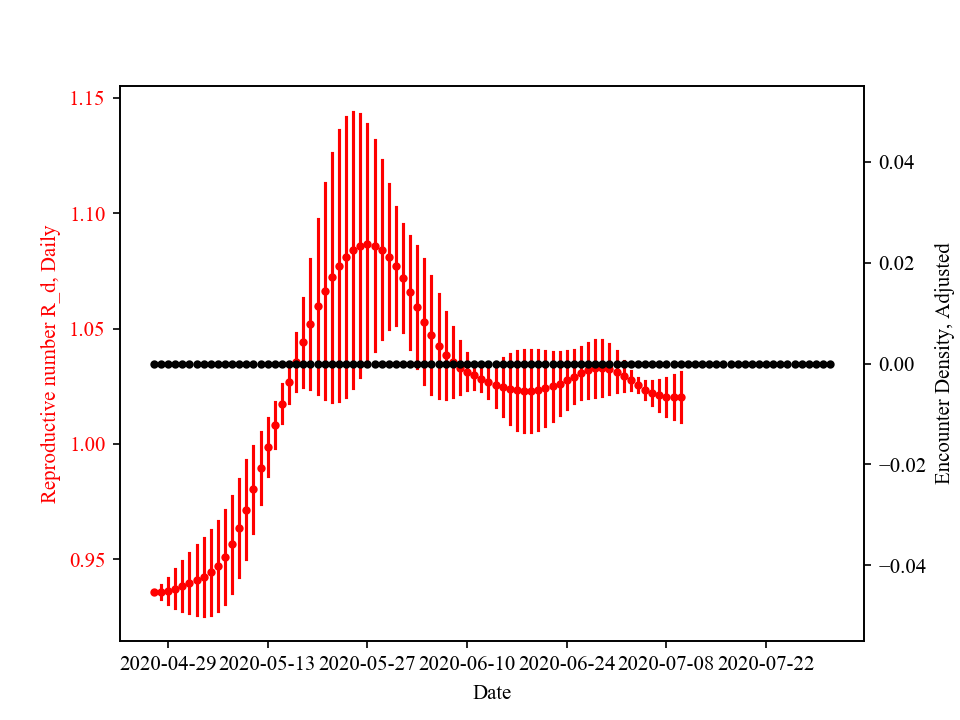 Reproductive number R_d, Daily
1.15
1.10
1.05
1.00
0.95
0.04
0.02
0.00
−0.02
−0.04
Encounter Density, Adjusted
2020-04-29 2020-05-13 2020-05-27 2020-06-10 2020-06-24 2020-07-08 2020-07-22
Date